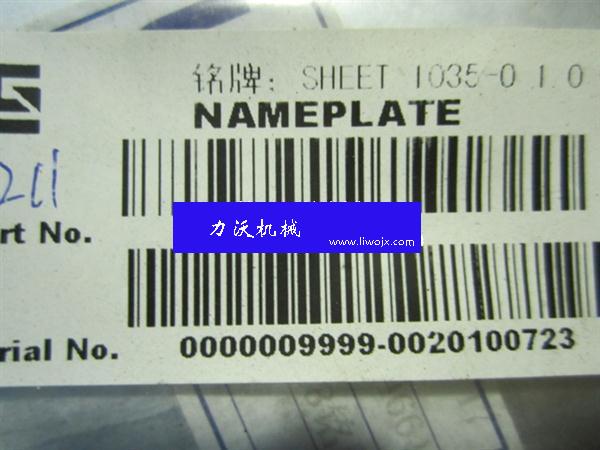 铭牌: SHEET 1035-0 1.0
NAMEPLATE
211
rt No.
力沃机械
www.liwojx.com
rial No.
0000009999-0020100723